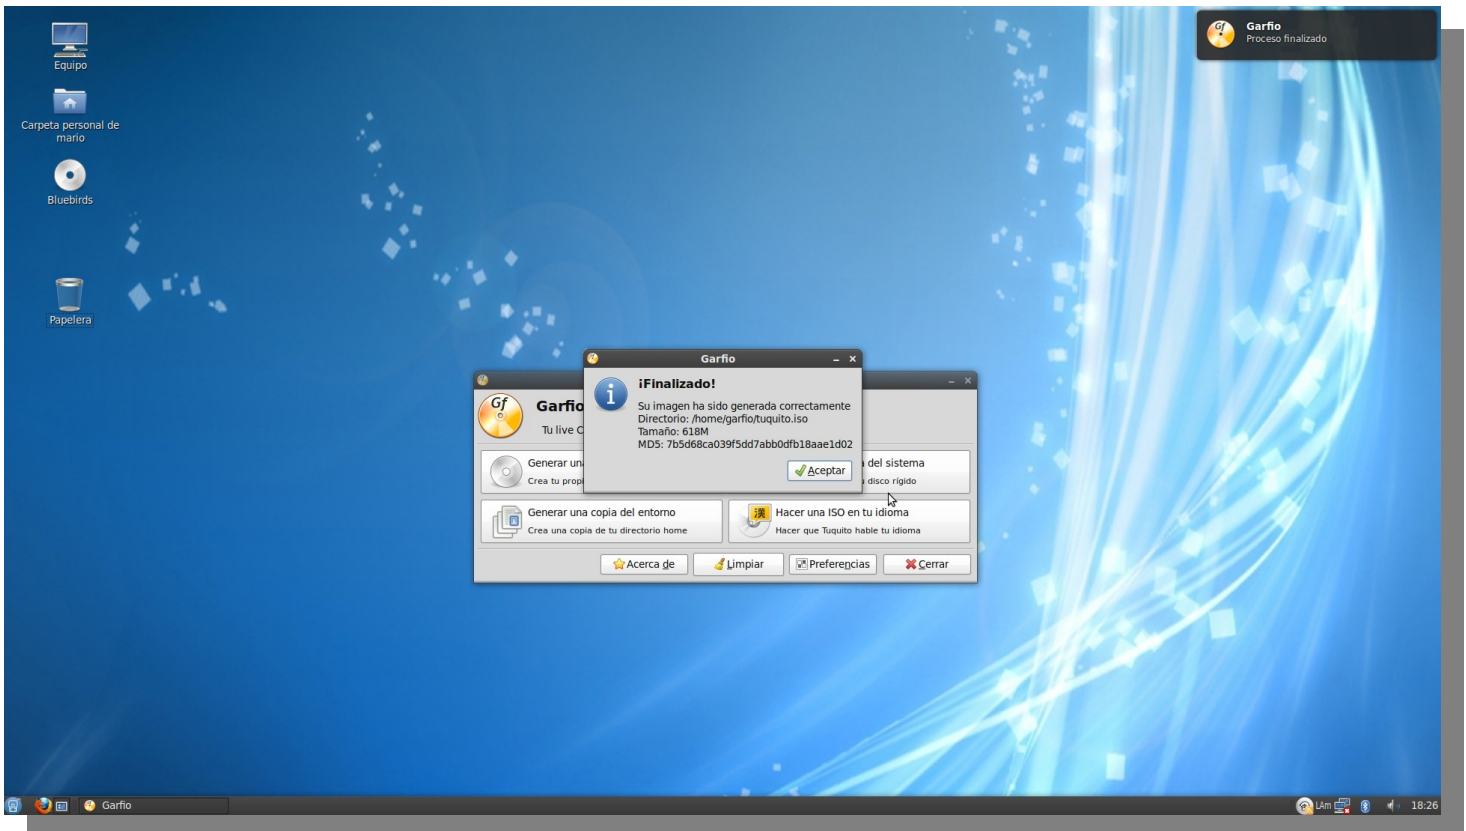 Equipo
Carpeta personal de
mario
Bluebirds
Papelera
Gf
Garfio
Proceso finalizado
Garfio
¡Finalizado!
Su imagen ha sido generada correctamente
Directorio: /home/garfio/tuquito.iso
Tamaño: 618M
MD5: 7b5d68ca039f5dd7abb0dfb18aae1d02
Aceptar
Gf
Garfio
Tu live C
Generar un
Crea tu propi
del sistema
disco rígido
Generar una copia del entorno
Crea una copia de tu directorio home
漢
Hacer una ISO en tu idioma
Hacer que Tuquito hable tu idioma
Acerca de
Limpiar
Preferencias
Cerrar
Garfio
LAm
18:26